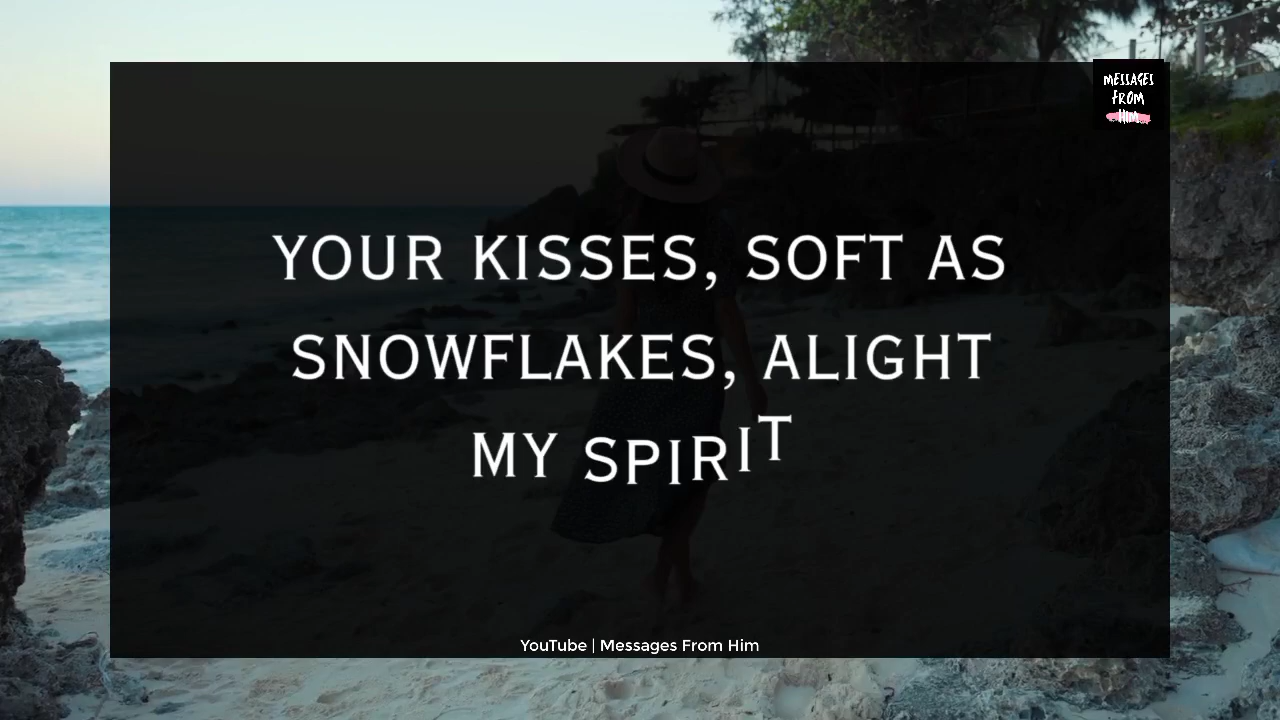 MESSAGES
FROM
HIM
YOUR KISSES, SOFT AS
SNOWFLAKES, ALIGHT
MY SPIRIT
YouTube | Messages From Him